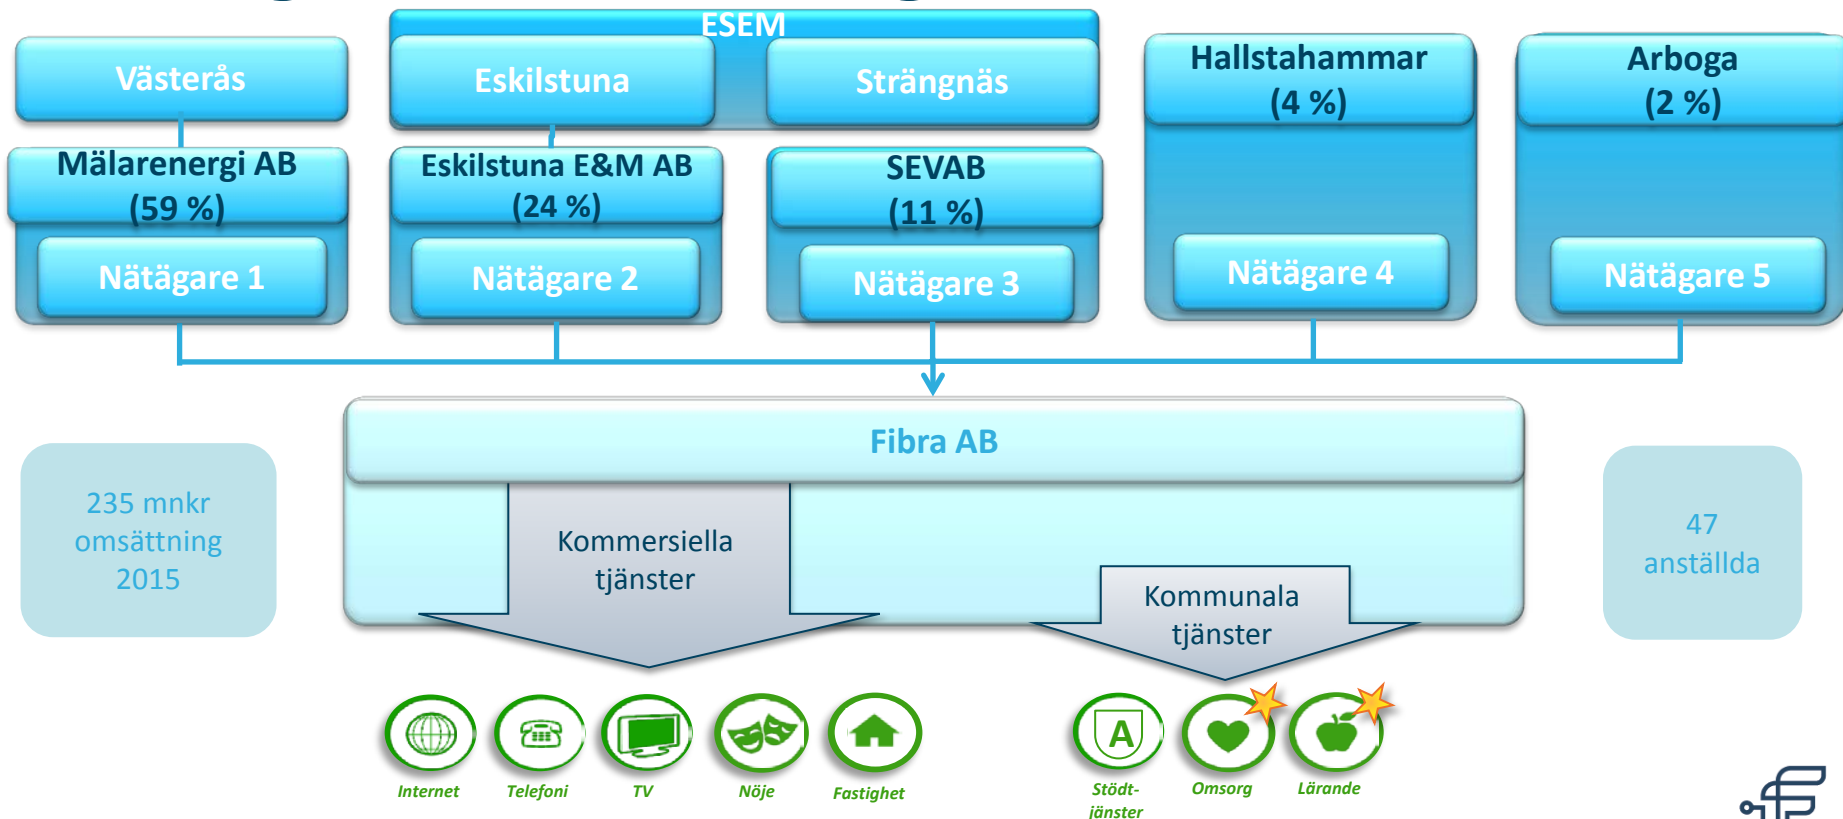 ESEM
Västerås
Eskilstuna
Strängnäs
Hallstahammar
(4 %)
Arboga
(2 %)
Mälarenergi AB
(59 %)
Eskilstuna E&M AB
(24 %)
SEVAB
(11 %)
Nätägare 1
Nätägare 2
Nätägare 3
Nätägare 4
Nätägare 5
Fibra AB
235 mnkr
omsättning
2015
Kommersiella
tjänster
Kommunala
tjänster
47
anställda
A
Internet
Telefoni
TV
Nöje
Fastighet
Stödt-
jänster
Omsorg
Lärande